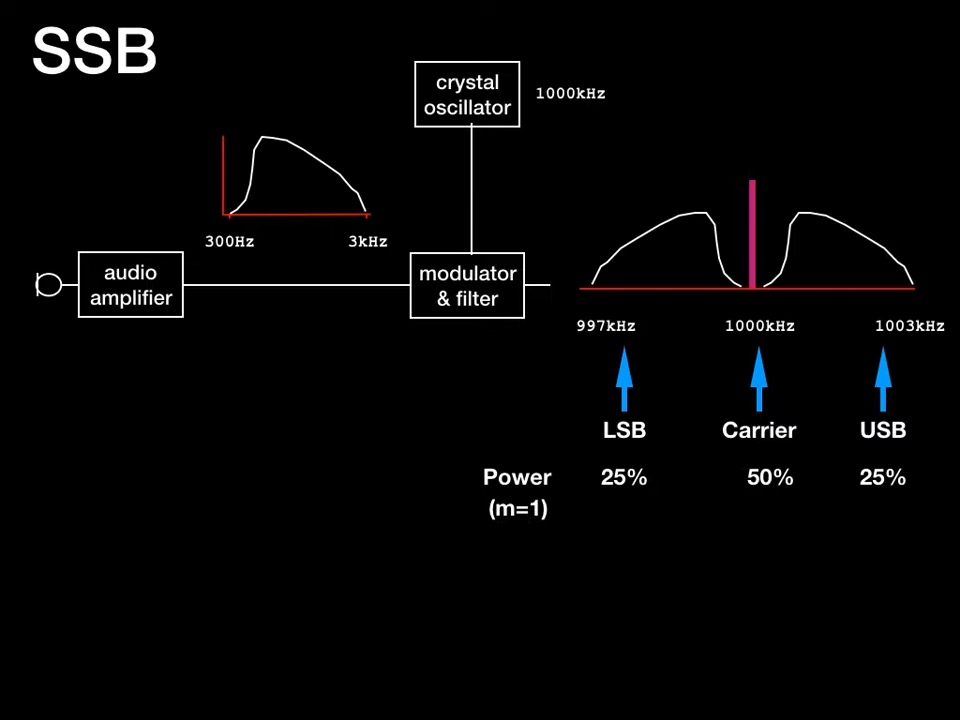 SSB
crystal
oscillator
1000kHz
300Hz
3kHz
audio
amplifier
modulator
& filter
997kHz
1000kHz
1003kHz
LSB
Carrier
USB
Power
25%
50%
25%
(m=1)